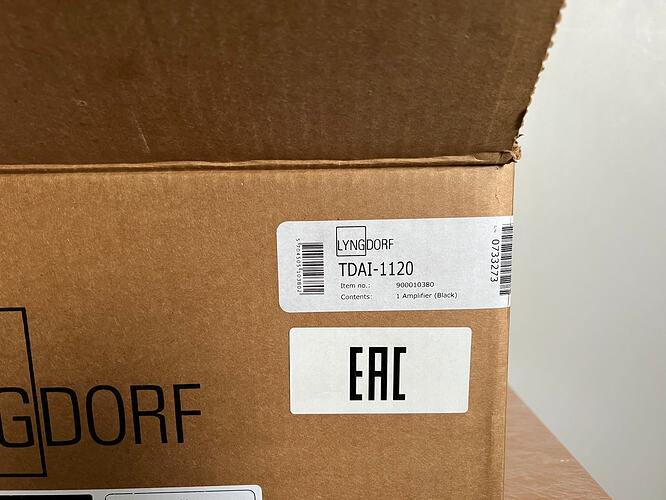 LYNGDORF
TDAI-1120
Item no.: 900010380
Contents: 1 Amplifier (Black)
0733273
EAC
GDORF